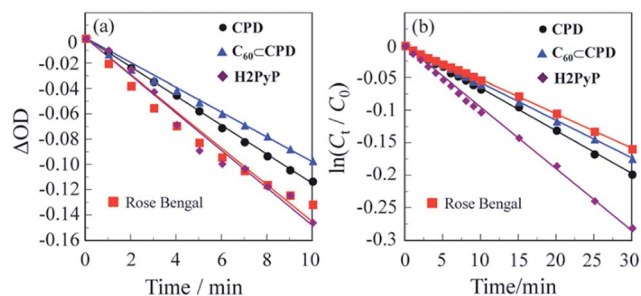 (a)
CPD
C₆₀⊂CPD
H2PyP
Rose Bengal
0
-0.02
-0.04
-0.06
-0.08
-0.10
-0.12
-0.14
-0.16
ΔOD
0 2 4 6 8 10
Time / min
(b)
CPD
C₆₀⊂CPD
H2PyP
Rose Bengal
0
-0.05
-0.1
-0.15
-0.2
-0.25
-0.3
ln(Cₜ / C₀)
0 5 10 15 20 25 30
Time/min